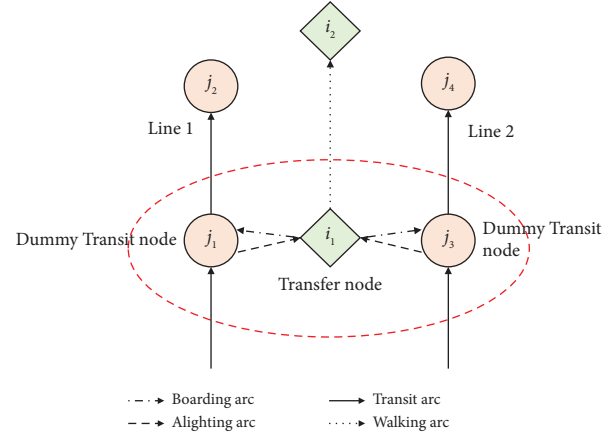 i₂
j₂
j₄
Line 1
Line 2
Dummy Transit node
j₁
i₁
j₃
Dummy Transit
node
Transfer node
Boarding arc
Transit arc
Alighting arc
Walking arc